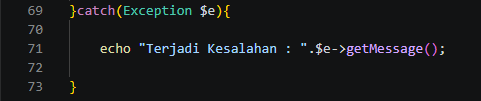 69 }catch(Exception $e){
70
71 echo "Terjadi Kesalahan : ".$e->getMessage();
72
73 }